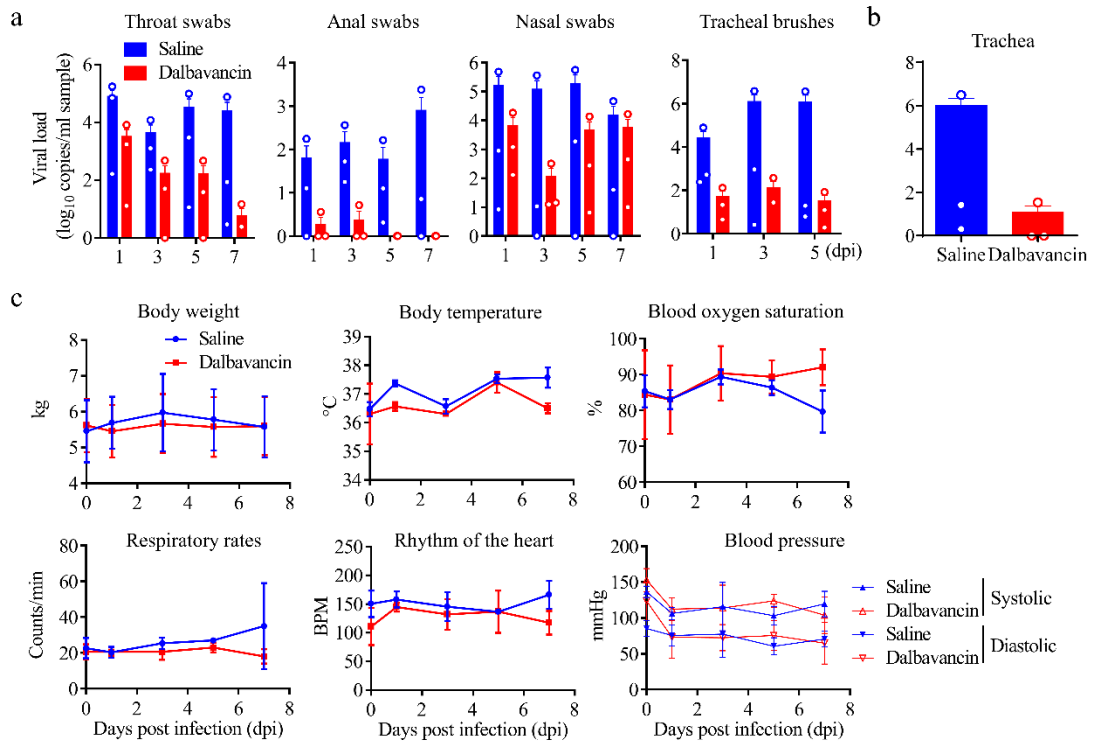 a
Throat swabs
Anal swabs
Nasal swabs
Tracheal brushes
b
Trachea
Saline
Dalbavancin
Viral load
(log10 copies/ml sample)
6
4
2
0
1 3 5 7
4
3
2
1
0
1 3 5 7
6
5
4
3
2
1
0
1 3 5 7
8
6
4
2
0
1 3 5 (dpi)
8
6
4
2
0
Saline Dalbavancin
c
Body weight
Saline
Dalbavancin
kg
8
7
6
5
4
0 2 4 6 8
Body temperature
°C
39
38
37
36
35
34
0 2 4 6 8
Blood oxygen saturation
%
100
90
80
70
60
0 2 4 6 8
Respiratory rates
Counts/min
80
60
40
20
0
0 2 4 6 8
Days post infection (dpi)
Rhythm of the heart
BPM
250
200
150
100
50
0
0 2 4 6 8
Days post infection (dpi)
Blood pressure
mmHg
200
150
100
50
0
0 2 4 6 8
Days post infection (dpi)
Saline
Dalbavancin
Systolic
Saline
Dalbavancin
Diastolic